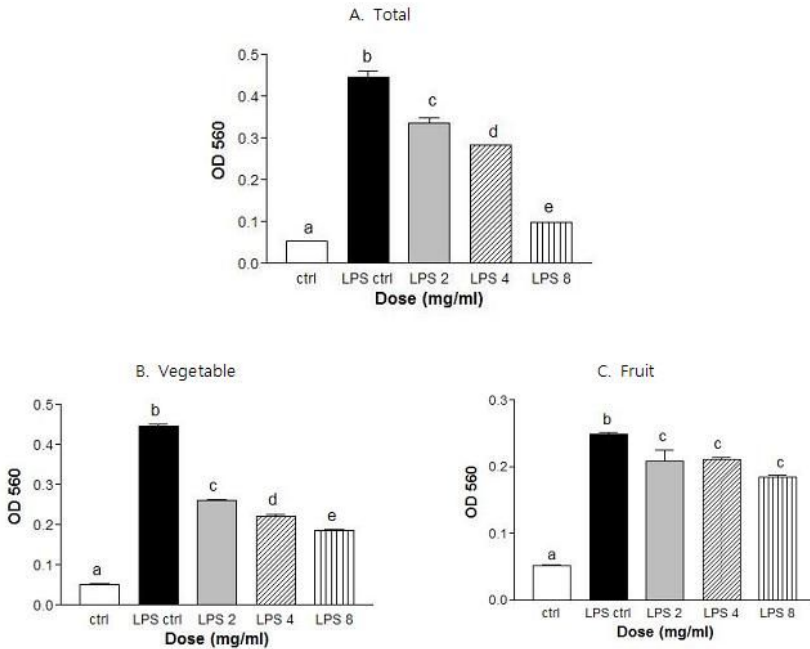 A. Total
OD 560
0.5
0.4
0.3
0.2
0.1
0.0
a
b
c
d
e
ctrl LPS ctrl LPS 2 LPS 4 LPS 8
Dose (mg/ml)
B. Vegetable
OD 560
0.5
0.4
0.3
0.2
0.1
0.0
a
b
c
d
e
ctrl LPS ctrl LPS 2 LPS 4 LPS 8
Dose (mg/ml)
C. Fruit
OD 560
0.3
0.2
0.1
0.0
a
b
c
c
c
ctrl LPS ctrl LPS 2 LPS 4 LPS 8
Dose (mg/ml)